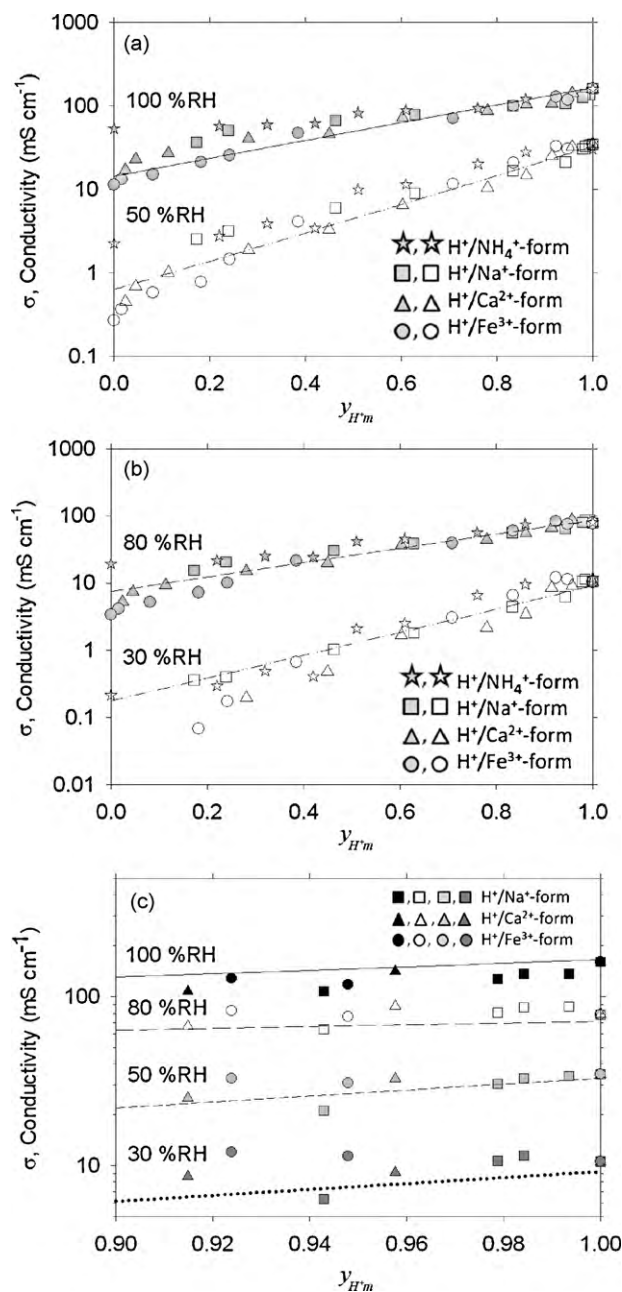 (a)
1000
100
10
1
0.1
σ, Conductivity (mS cm⁻¹)
100 %RH
50 %RH
☆, ☆ H⁺/NH₄⁺-form
■, □ H⁺/Na⁺-form
▲, △ H⁺/Ca²⁺-form
●, ○ H⁺/Fe³⁺-form
0.0 0.2 0.4 0.6 0.8 1.0
y_H⁺m
(b)
1000
100
10
1
0.1
0.01
σ, Conductivity (mS cm⁻¹)
80 %RH
30 %RH
★, ☆ H⁺/NH₄⁺-form
■, □ H⁺/Na⁺-form
▲, △ H⁺/Ca²⁺-form
●, ○ H⁺/Fe³⁺-form
0.0 0.2 0.4 0.6 0.8 1.0
y_H⁺m
(c)
■, □, ■, ■ H⁺/Na⁺-form
▲, △, △, ▲ H⁺/Ca²⁺-form
●, ○, ●, ● H⁺/Fe³⁺-form
100 %RH
80 %RH
50 %RH
30 %RH
100
10
σ, Conductivity (mS cm⁻¹)
0.90 0.92 0.94 0.96 0.98 1.00
y_H⁺m